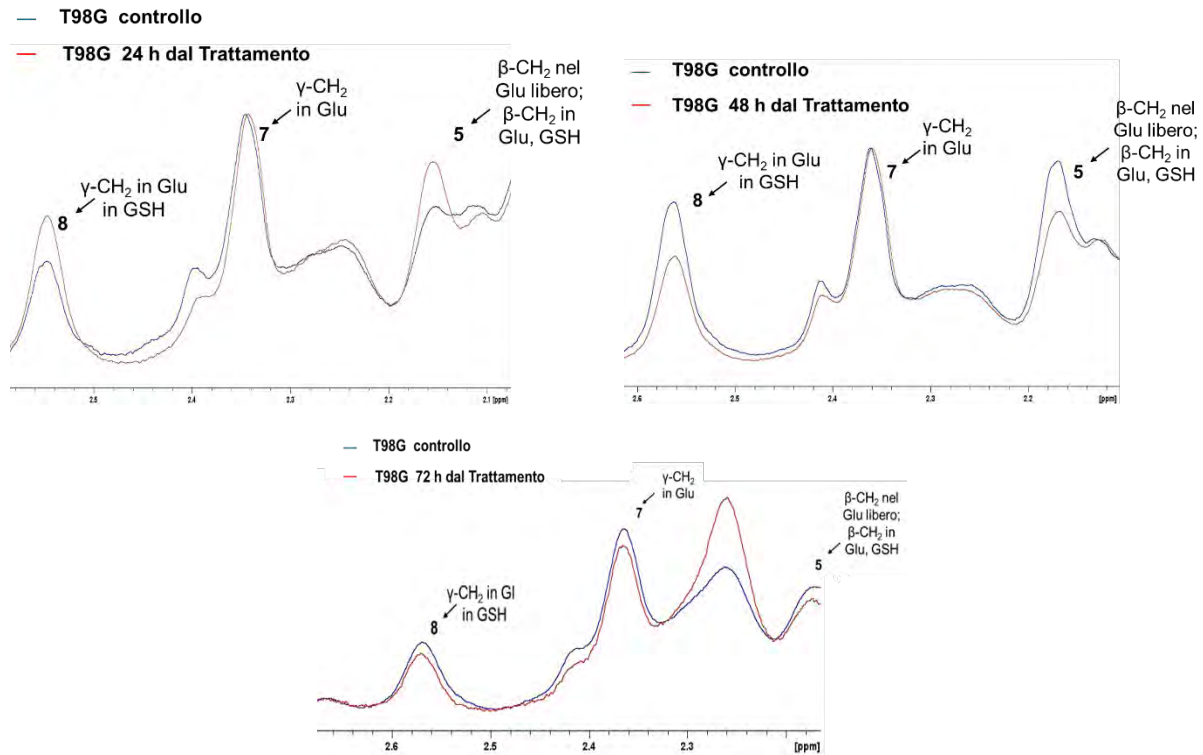 T98G controllo
T98G 24 h dal Trattamento
γ-CH₂
in Glu
7
β-CH₂ nel
Glu libero;
β-CH₂ in
Glu, GSH
5
γ-CH₂ in Glu
in GSH
8
2.5 2.4 2.3 2.2 2.1 [ppm]
T98G controllo
T98G 48 h dal Trattamento
γ-CH₂
in Glu
7
β-CH₂ nel
Glu libero;
β-CH₂ in
Glu, GSH
5
γ-CH₂ in Glu
in GSH
8
2.6 2.5 2.4 2.3 2.2 [ppm]
T98G controllo
T98G 72 h dal Trattamento
γ-CH₂
in Glu
7
β-CH₂ nel
Glu libero;
β-CH₂ in
Glu, GSH
5
γ-CH₂ in Gl
in GSH
8
2.6 2.5 2.4 2.3 [ppm]